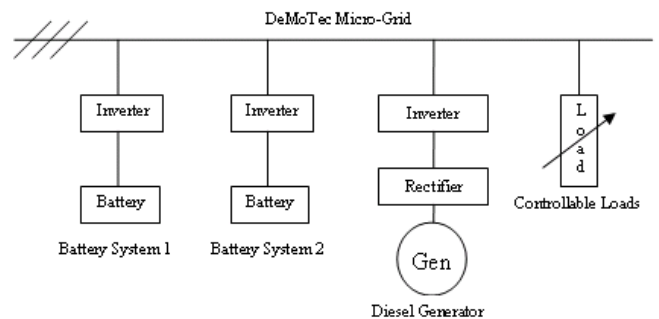 DeMoTec Micro-Grid
Inverter
Inverter
Inverter
Load
Battery
Battery
Rectifier
Controllable Loads
Battery System 1
Battery System 2
Gen
Diesel Generator